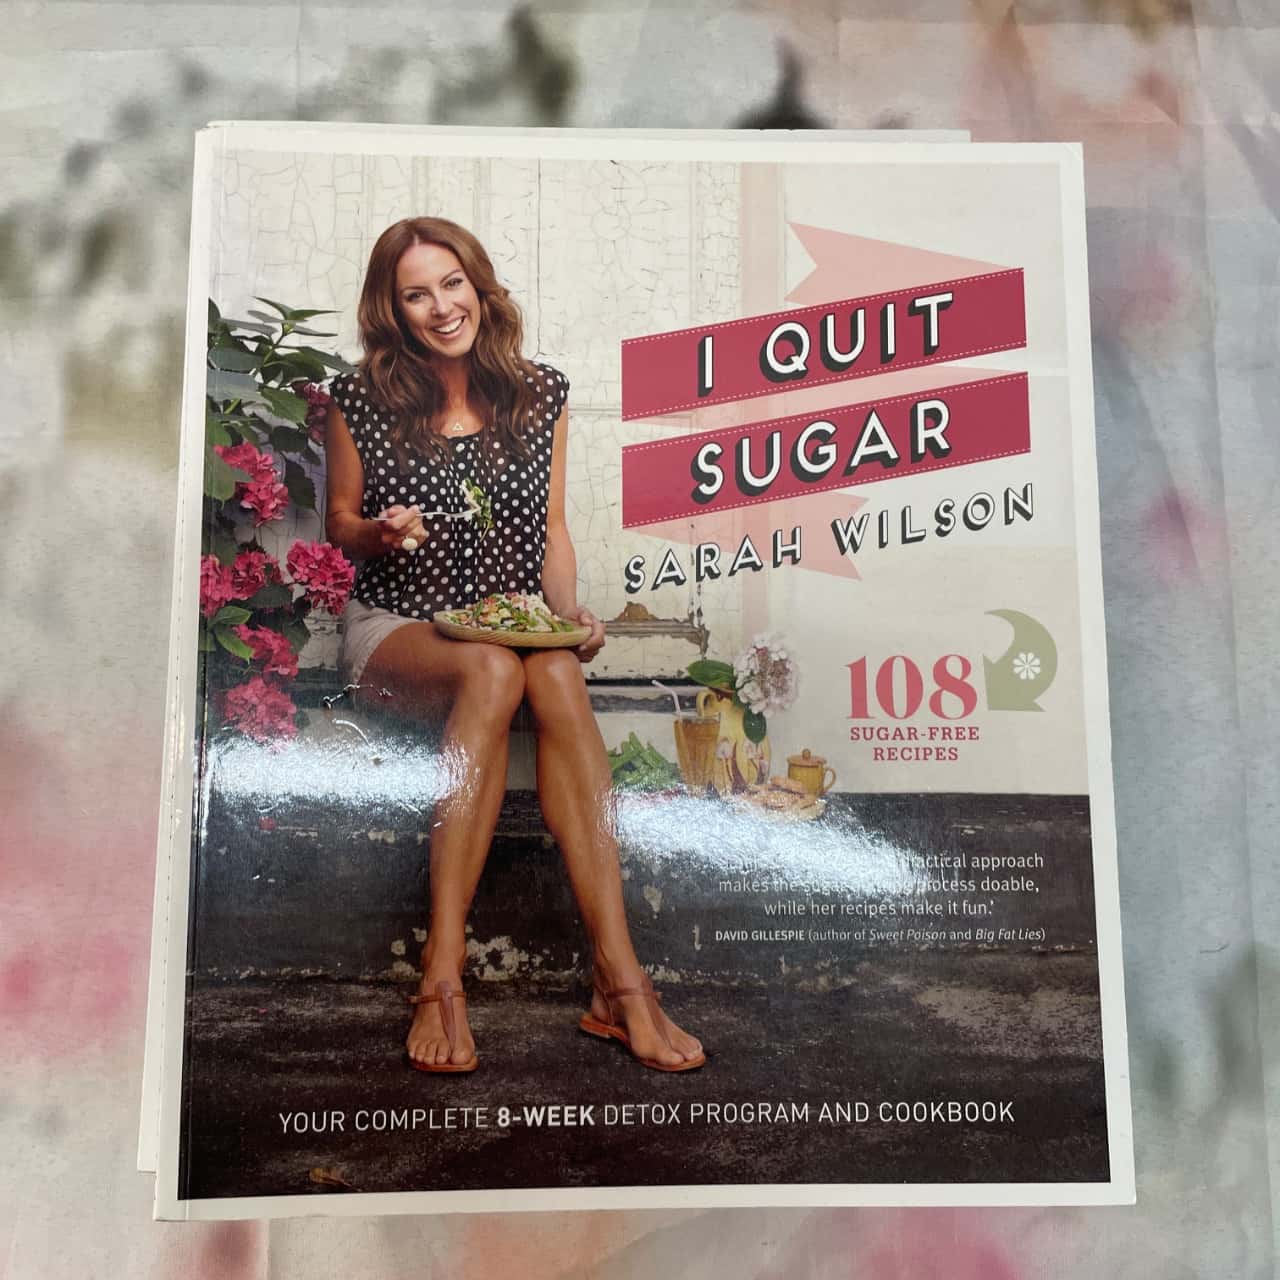 I QUIT
SUGAR
SARAH WILSON
108
SUGAR-FREE
RECIPES
practical approach
makes the process doable,
while her recipes make it fun.'
DAVID GILLESPIE (author of Sweet Poison and Big Fat Lies)
YOUR COMPLETE 8-WEEK DETOX PROGRAM AND COOKBOOK